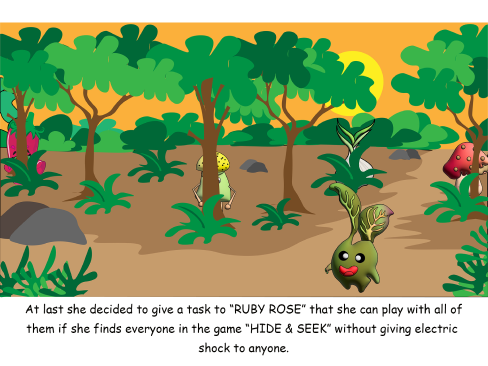 At last she decided to give a task to “RUBY ROSE” that she can play with all of
them if she finds everyone in the game “HIDE & SEEK” without giving electric
shock to anyone.